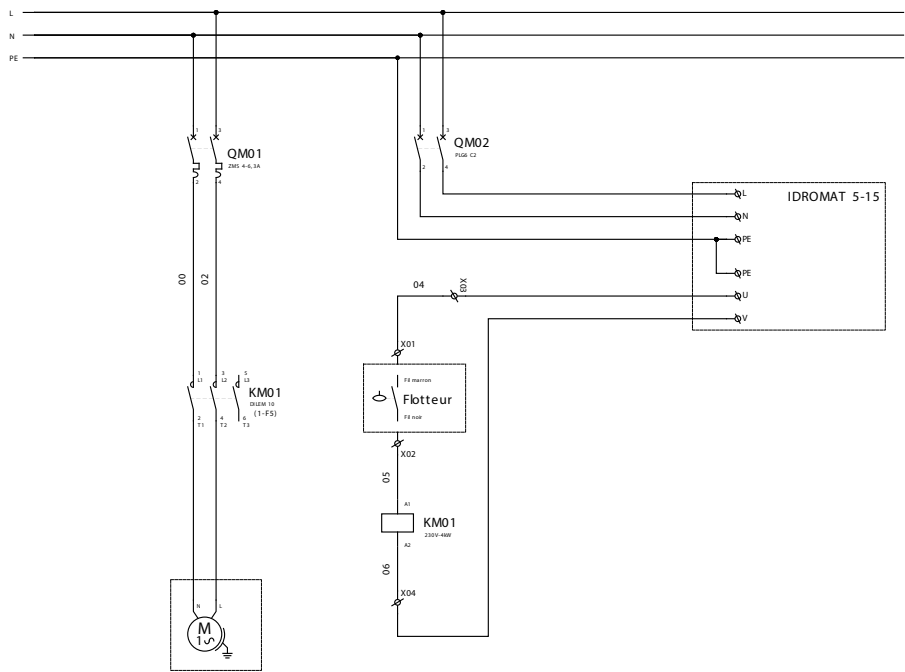 L
N
PE
1 3
QM01
ZMS 4-6,3A
2 4
1 3
QM02
PLG6 C2
2 4
IDROMAT 5-15
L
N
PE
PE
U
V
00
02
04
X03
X01
Fil marron
Flotteur
Fil noir
X02
1 3 5
L1 L2 L3
KM01
DILEM 10
(1-F5)
2 4 6
T1 T2 T3
05
A1
KM01
230V-4KW
A2
06
X04
N L
M
1